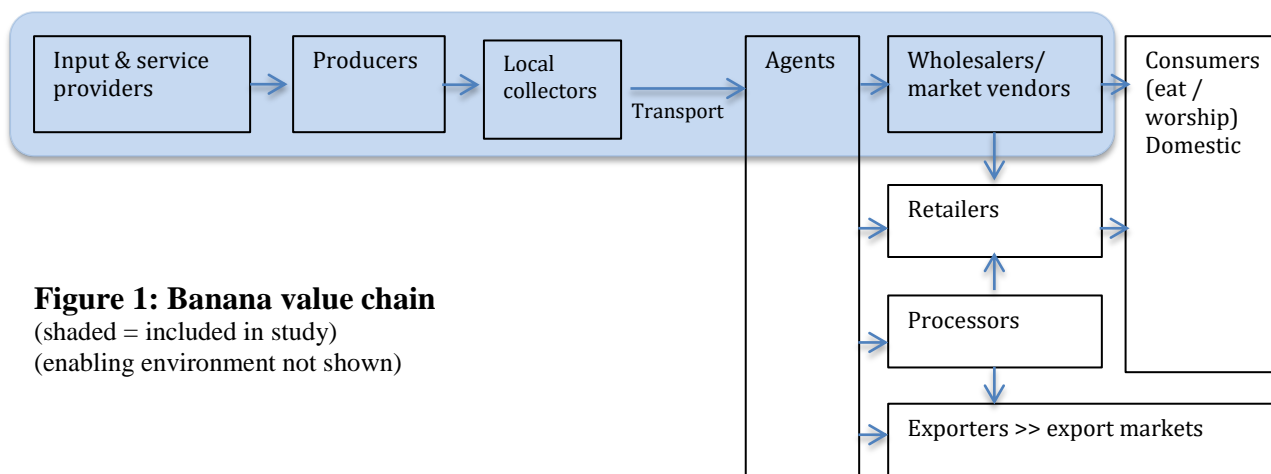 Input & service
providers
Producers
Local
collectors
Transport
Agents
Wholesalers/
market vendors
Consumers
(eat /
worship)
Domestic
Retailers
Processors
Exporters >> export markets
Figure 1: Banana value chain
(shaded = included in study)
(enabling environment not shown)